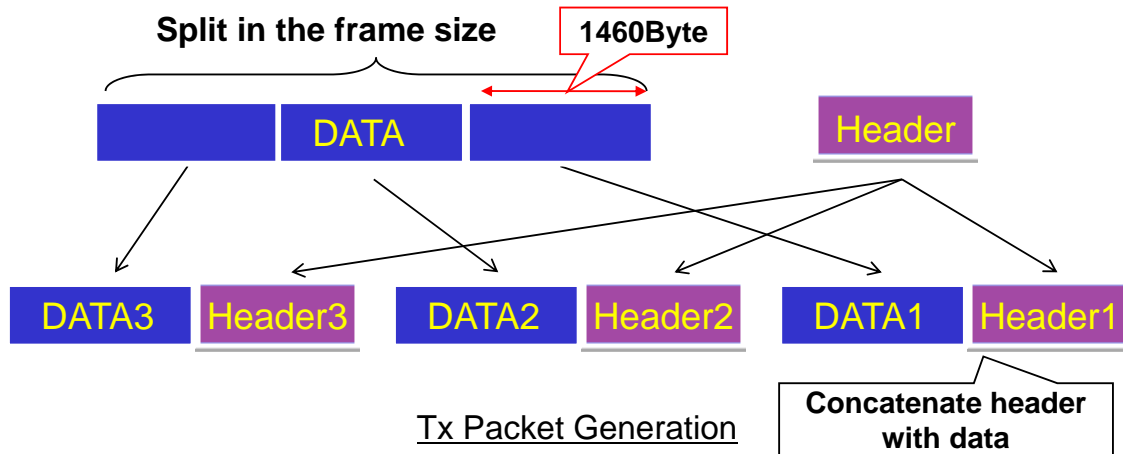 Split in the frame size
1460Byte
DATA
Header
DATA3
Header3
DATA2
Header2
DATA1
Header1
Tx Packet Generation
Concatenate header
with data